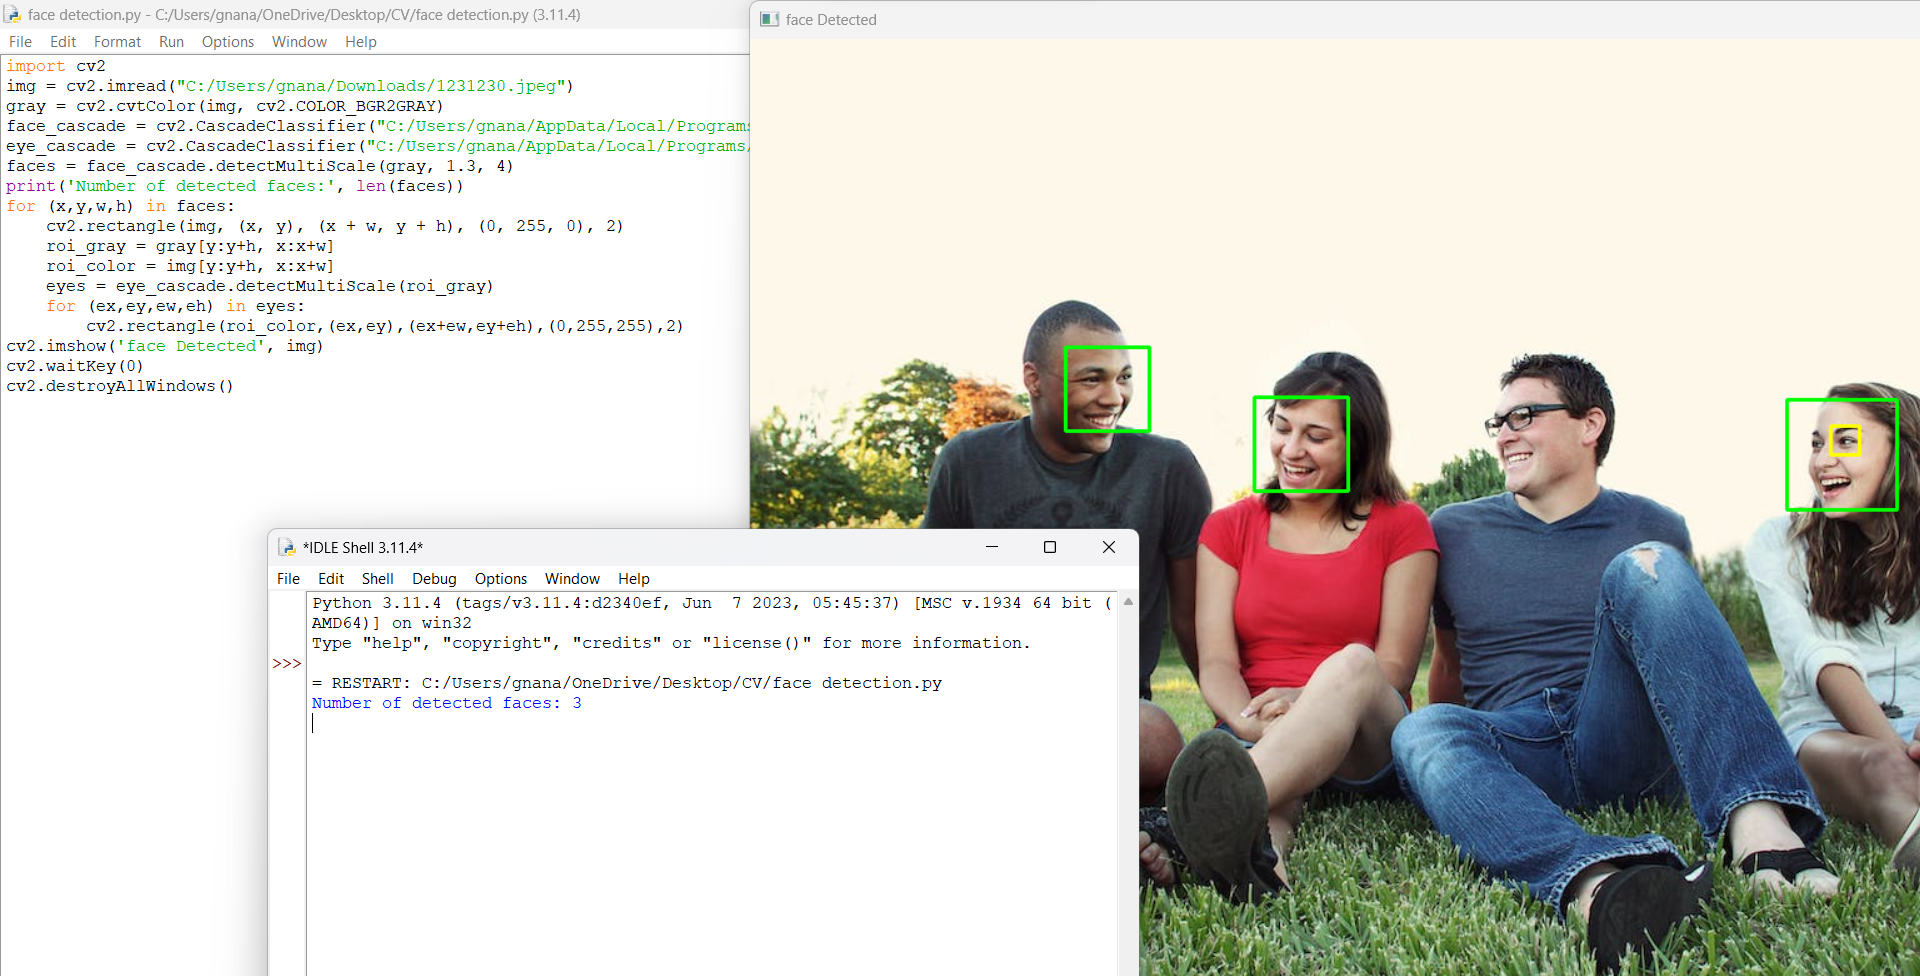 face detection.py - C:/Users/gnana/OneDrive/Desktop/CV/face detection.py (3.11.4)
File Edit Format Run Options Window Help
import cv2
img = cv2.imread("C:/Users/gnana/Downloads/1231230.jpeg")
gray = cv2.cvtColor(img, cv2.COLOR_BGR2GRAY)
face_cascade = cv2.CascadeClassifier("C:/Users/gnana/AppData/Local/Programs
eye_cascade = cv2.CascadeClassifier("C:/Users/gnana/AppData/Local/Programs/
faces = face_cascade.detectMultiScale(gray, 1.3, 4)
print('Number of detected faces:', len(faces))
for (x,y,w,h) in faces:
    cv2.rectangle(img, (x, y), (x + w, y + h), (0, 255, 0), 2)
    roi_gray = gray[y:y+h, x:x+w]
    roi_color = img[y:y+h, x:x+w]
    eyes = eye_cascade.detectMultiScale(roi_gray)
    for (ex,ey,ew,eh) in eyes:
        cv2.rectangle(roi_color,(ex,ey),(ex+ew,ey+eh),(0,255,255),2)
cv2.imshow('face Detected', img)
cv2.waitKey(0)
cv2.destroyAllWindows()
face Detected
*IDLE Shell 3.11.4*
File Edit Shell Debug Options Window Help
Python 3.11.4 (tags/v3.11.4:d2340ef, Jun  7 2023, 05:45:37) [MSC v.1934 64 bit (
AMD64)] on win32
Type "help", "copyright", "credits" or "license()" for more information.
>>>
= RESTART: C:/Users/gnana/OneDrive/Desktop/CV/face detection.py
Number of detected faces: 3